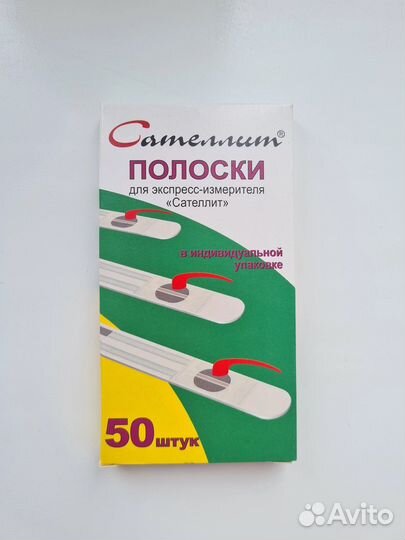 Сателлит®
ПОЛОСКИ
для экспресс-измерителя
«Сателлит»
в индивидуальной
упаковке
50 штук
Avito